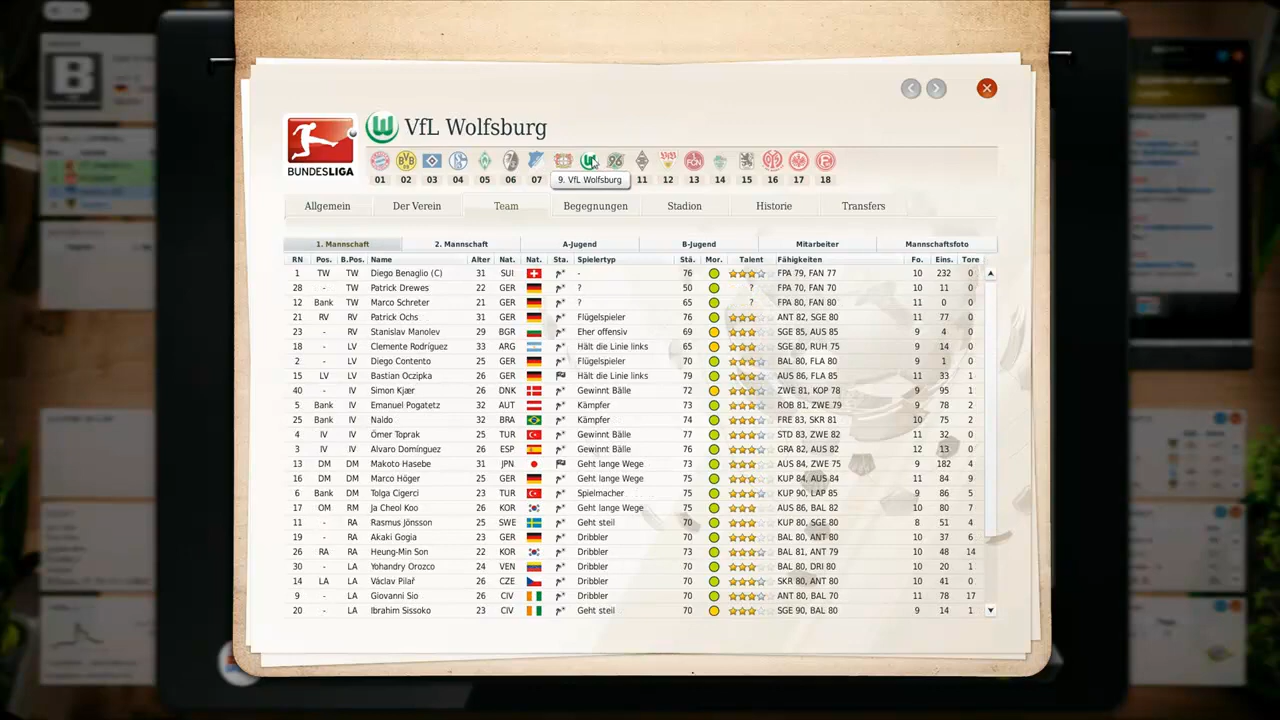 VfL Wolfsburg
BUNDESLIGA
01 02 03 04 05 06 07 11 12 13 14 15 16 17 18
9. VfL Wolfsburg
Allgemein Der Verein Team Begegnungen Stadion Historie Transfers
1. Mannschaft 2. Mannschaft A-Jugend B-Jugend Mitarbeiter Mannschaftsfoto
RN Pos. B.Pos. Name Alter Nat. Nat. Sta. Spielertyp Stä. Mor. Talent Fähigkeiten Fo. Eins. Tore
1 TW TW Diego Benaglio (C) 31 SUI - 76 FPA 79, FAN 77 10 232 0
28 - TW Patrick Drewes 22 GER ? 50 ? FPA 70, FAN 70 10 11 0
12 Bank TW Marco Schreter 21 GER ? 65 ? FPA 80, FAN 80 11 0 0
21 RV RV Patrick Ochs 31 GER Flügelspieler 76 ANT 82, SGE 80 11 77 0
23 - RV Stanislav Manolev 29 BGR Eher offensiv 69 SGE 85, AUS 85 9 4 0
18 - LV Clemente Rodríguez 33 ARG Hält die Linie links 65 SGE 80, RUH 75 9 14 0
2 - LV Diego Contento 25 GER Flügelspieler 70 BAL 80, FLA 80 9 1 0
15 LV LV Bastian Oczipka 26 GER Hält die Linie links 79 AUS 86, FLA 85 11 33 1
40 - IV Simon Kjær 26 DNK Gewinnt Bälle 72 ZWE 81, KOP 78 9 95 1
5 Bank IV Emanuel Pogatetz 32 AUT Kämpfer 73 ROB 81, ZWE 79 9 78 2
25 Bank IV Naldo 32 BRA Kämpfer 74 FRE 83, SKR 81 10 75 2
4 IV IV Ömer Toprak 25 TUR Gewinnt Bälle 77 STD 83, ZWE 82 11 32 0
3 IV IV Alvaro Domínguez 26 ESP Gewinnt Bälle 76 GRA 82, AUS 82 12 13 0
13 DM DM Makoto Hasebe 31 JPN Geht lange Wege 73 AUS 84, ZWE 75 9 182 4
16 DM DM Marco Höger 25 GER Geht lange Wege 75 KUP 84, AUS 84 11 84 9
6 Bank DM Tolga Cigerci 23 TUR Spielmacher 75 KUP 90, LAP 85 9 86 5
17 OM RM Ja Cheol Koo 26 KOR Geht lange Wege 75 AUS 86, BAL 82 10 80 7
11 - RA Rasmus Jönsson 25 SWE Geht steil 70 KUP 80, SGE 80 8 51 4
19 - RA Akaki Gogia 23 GER Dribbler 70 BAL 80, ANT 80 10 37 6
26 RA RA Heung-Min Son 22 KOR Dribbler 73 BAL 81, ANT 79 10 48 14
30 - LA Yohandry Orozco 24 VEN Dribbler 70 BAL 80, DRI 80 10 20 1
14 LA LA Václav Pilař 26 CZE Dribbler 70 SKR 80, ANT 80 10 41 0
9 - LA Giovanni Sio 26 CIV Dribbler 70 ANT 80, BAL 70 11 78 17
20 - LA Ibrahim Sissoko 23 CIV Geht steil 70 SGE 90, BAL 80 9 14 1